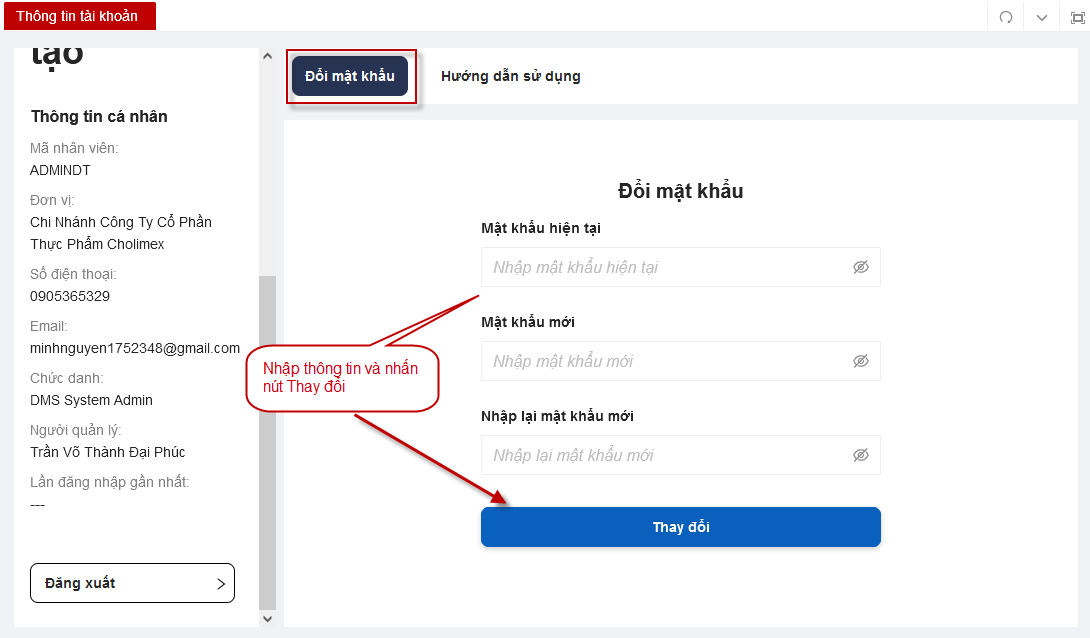 Thông tin tài khoản
tạo
Thông tin cá nhân
Mã nhân viên:
ADMINDT
Đơn vị:
Chi Nhánh Công Ty Cổ Phần
Thực Phẩm Cholimex
Số điện thoại:
0905365329
Email:
minhnguyen1752348@gmail.com
Chức danh:
DMS System Admin
Người quản lý:
Trần Võ Thành Đại Phúc
Lần đăng nhập gần nhất:
---
Đăng xuất
Đổi mật khẩu
Hướng dẫn sử dụng
Đổi mật khẩu
Mật khẩu hiện tại
Nhập mật khẩu hiện tại
Mật khẩu mới
Nhập mật khẩu mới
Nhập lại mật khẩu mới
Nhập lại mật khẩu mới
Thay đổi
Nhập thông tin và nhấn
nút Thay đổi